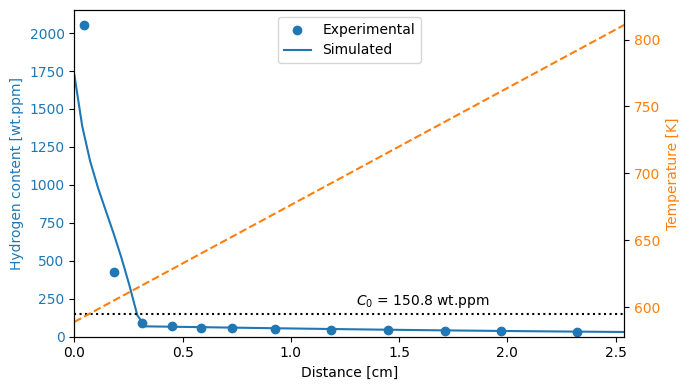 Experimental
Simulated
Hydrogen content [wt.ppm]
2000
1750
1500
1250
1000
750
500
250
0
800
750
700
650
600
Temperature [K]
C₀ = 150.8 wt.ppm
0.0 0.5 1.0 1.5 2.0 2.5
Distance [cm]